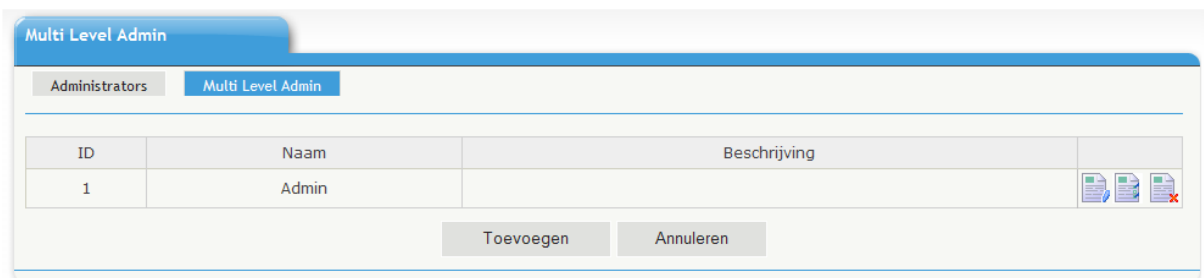 Multi Level Admin
Administrators Multi Level Admin
ID Naam Beschrijving
1 Admin
Toevoegen Annuleren